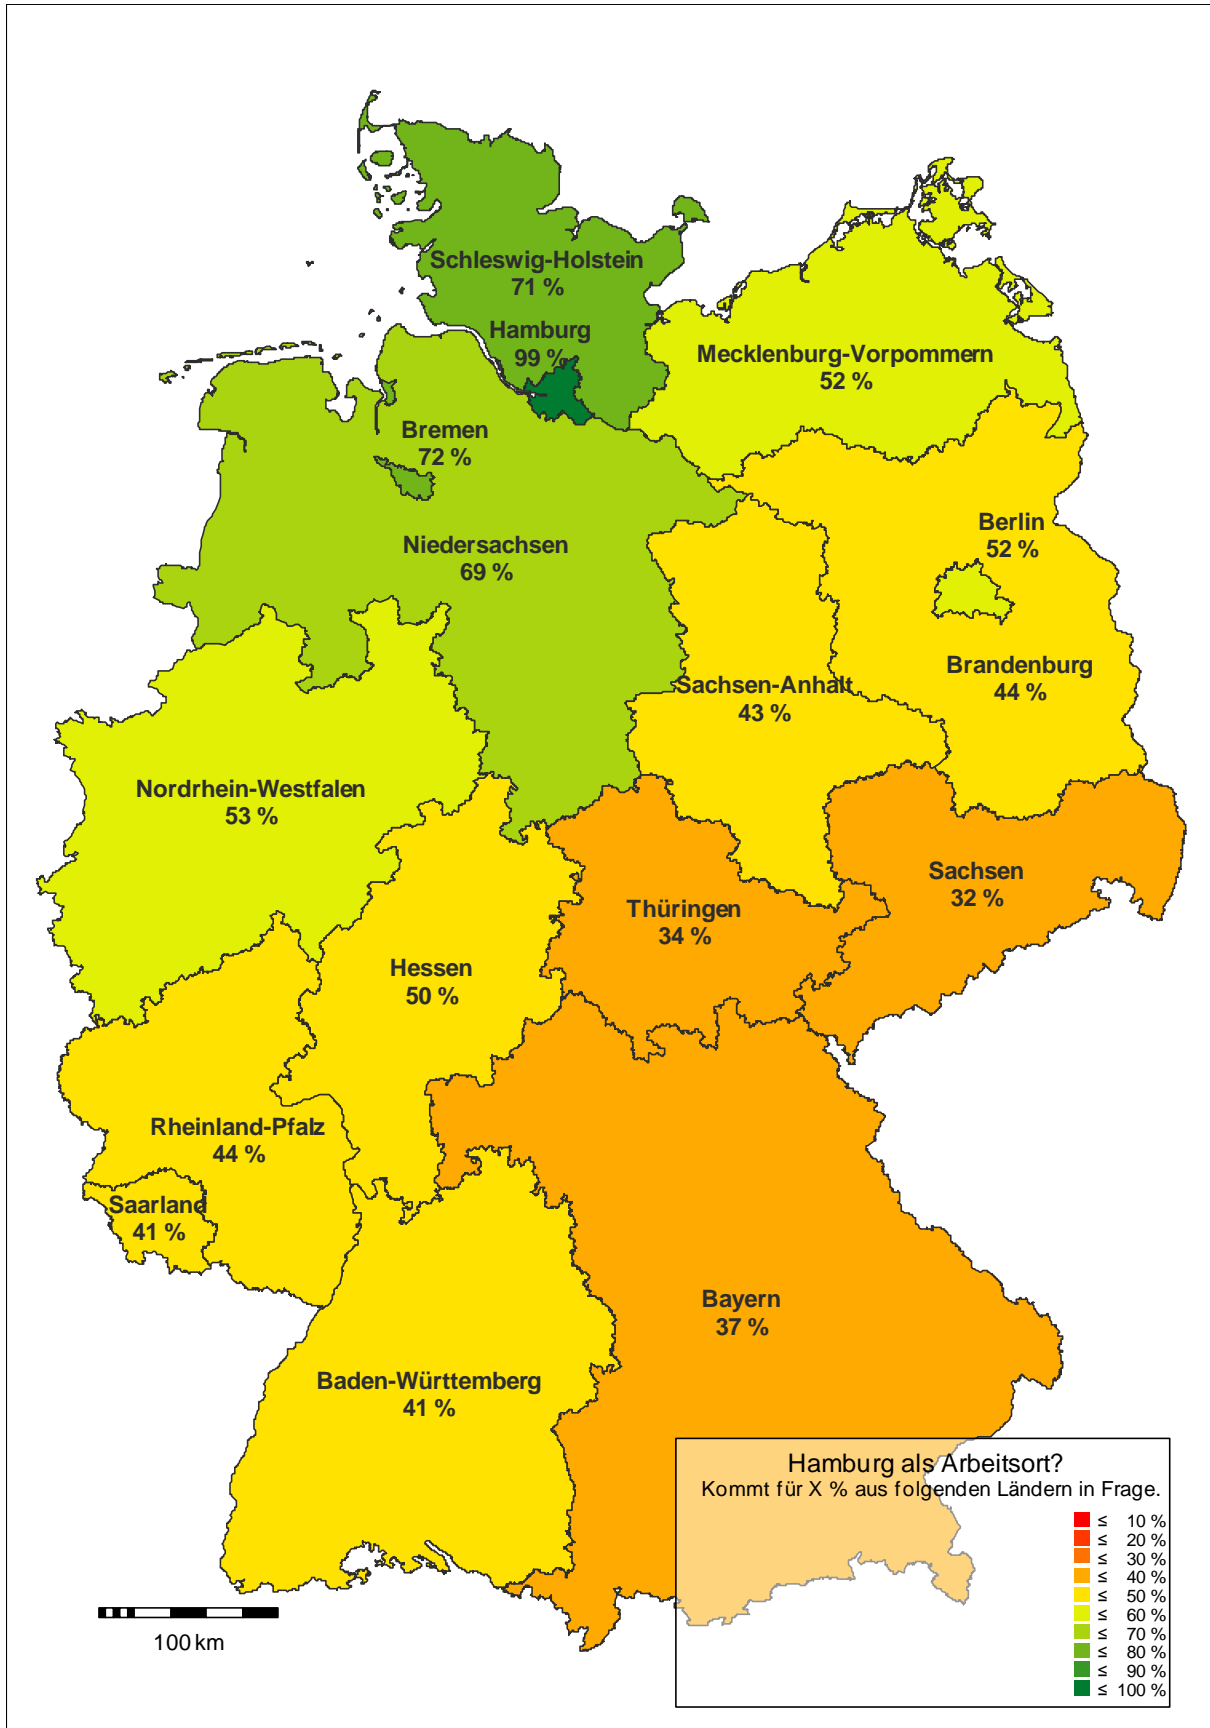 Schleswig-Holstein
71 %
Hamburg
99 %
Mecklenburg-Vorpommern
52 %
Bremen
72 %
Berlin
52 %
Niedersachsen
69 %
Brandenburg
44 %
Sachsen-Anhalt
43 %
Nordrhein-Westfalen
53 %
Sachsen
32 %
Thüringen
34 %
Hessen
50 %
Rheinland-Pfalz
44 %
Saarland
41 %
Bayern
37 %
Baden-Württemberg
41 %
Hamburg als Arbeitsort?
Kommt für X % aus folgenden Ländern in Frage.
≤ 10 %
≤ 20 %
≤ 30 %
≤ 40 %
≤ 50 %
≤ 60 %
≤ 70 %
≤ 80 %
≤ 90 %
≤ 100 %
100 km